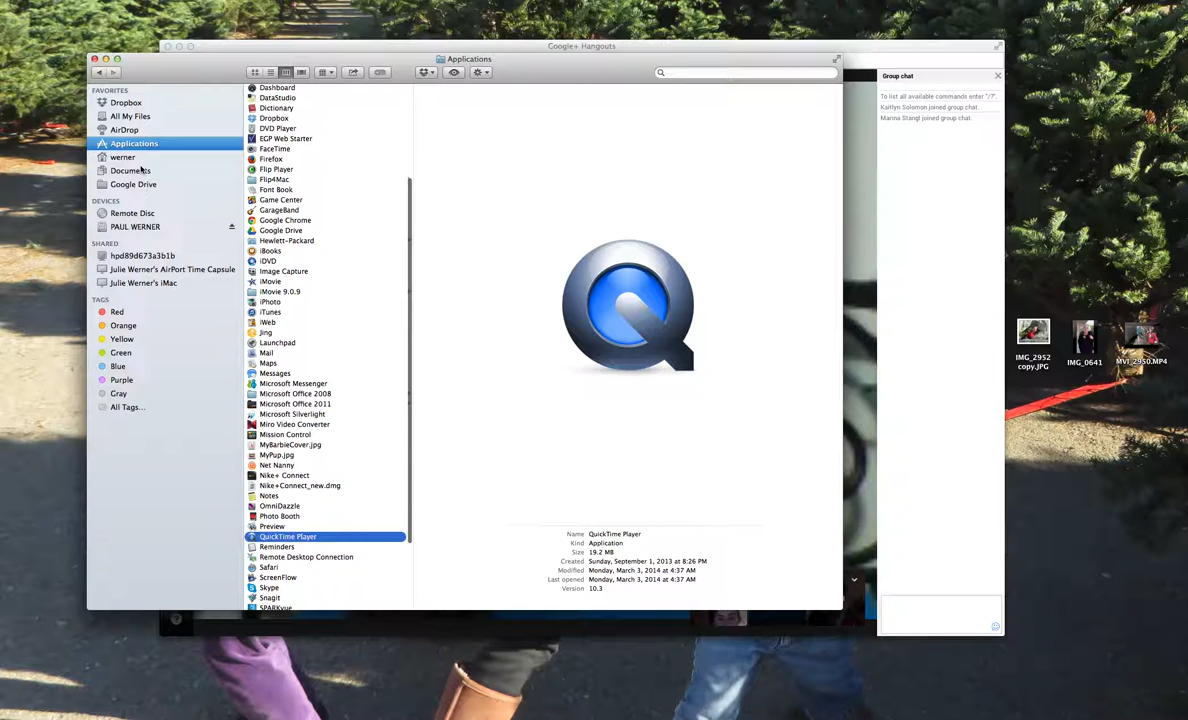 Google+ Hangouts
Applications
FAVORITES
Dropbox
All My Files
AirDrop
Applications
werner
Documents
Google Drive
DEVICES
Remote Disc
PAUL WERNER
SHARED
hpd89d673a3b1b
Julie Werner's AirPort Time Capsule
Julie Werner's iMac
TAGS
Red
Orange
Yellow
Green
Blue
Purple
Gray
All Tags...
Dashboard
DataStudio
Dictionary
Dropbox
DVD Player
EGP Web Starter
FaceTime
Firefox
Flip Player
Flip4Mac
Font Book
Game Center
GarageBand
Google Chrome
Google Drive
Hewlett-Packard
iBooks
iDVD
Image Capture
iMovie
iMovie 9.0.9
iPhoto
iTunes
iWeb
Jing
Launchpad
Mail
Maps
Messages
Microsoft Messenger
Microsoft Office 2008
Microsoft Office 2011
Microsoft Silverlight
Miro Video Converter
Mission Control
MyBarbieCover.jpg
MyPup.jpg
Net Nanny
Nike+ Connect
Nike+Connect_new.dmg
Notes
OmniDazzle
Photo Booth
Preview
QuickTime Player
Reminders
Remote Desktop Connection
Safari
ScreenFlow
Skype
Snagit
SPARKvue
Name QuickTime Player
Kind Application
Size 19.2 MB
Created Sunday, September 1, 2013 at 8:26 PM
Modified Monday, March 3, 2014 at 4:37 AM
Last opened Monday, March 3, 2014 at 4:37 AM
Version 10.3
Group chat
To list all available commands enter "/?".
Kaitlyn Solomon joined group chat.
Marina Stangl joined group chat.
IMG_2952
copy.JPG
IMG_0641
MVI_2950.MP4